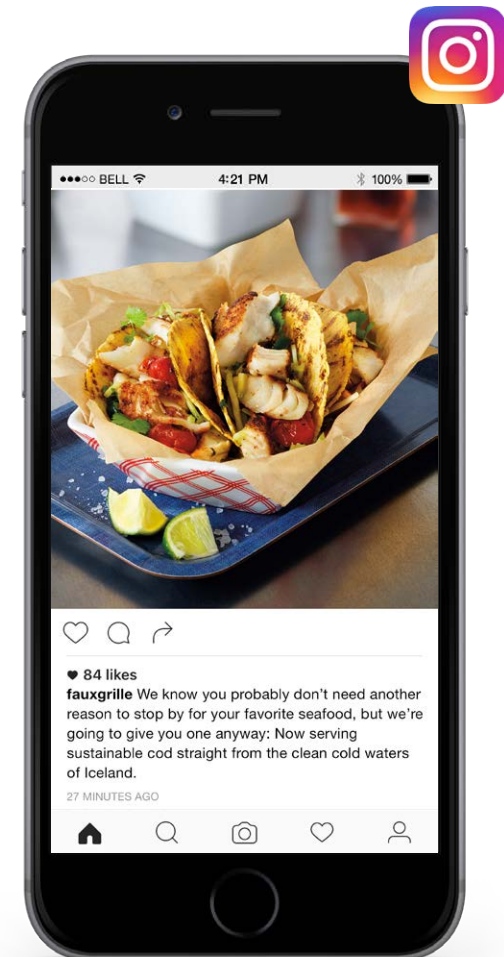 BELL 4:21 PM 100%
84 likes
fauxgrille We know you probably don't need another
reason to stop by for your favorite seafood, but we're
going to give you one anyway: Now serving
sustainable cod straight from the clean cold waters
of Iceland.
27 MINUTES AGO